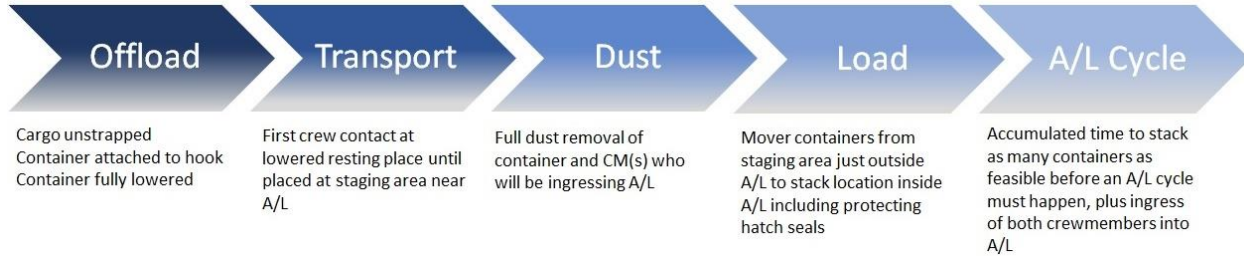 Offload
Transport
Dust
Load
A/L Cycle
Cargo unstrapped
Container attached to hook
Container fully lowered
First crew contact at
lowered resting place until
placed at staging area near
A/L
Full dust removal of
container and CM(s) who
will be ingressing A/L
Mover containers from
staging area just outside
A/L to stack location inside
A/L including protecting
hatch seals
Accumulated time to stack
as many containers as
feasible before an A/L cycle
must happen, plus ingress
of both crewmembers into
A/L